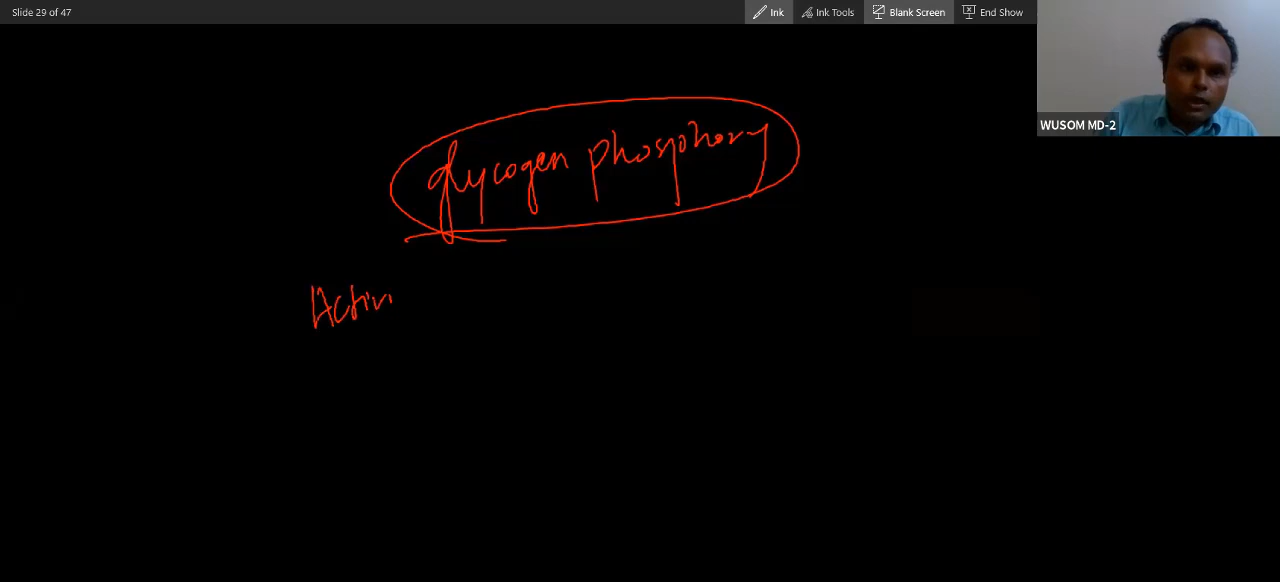 Slide 29 of 47 Ink Ink Tools Blank Screen End Show
WUSOM MD-2
glycogen phosphory
Activ